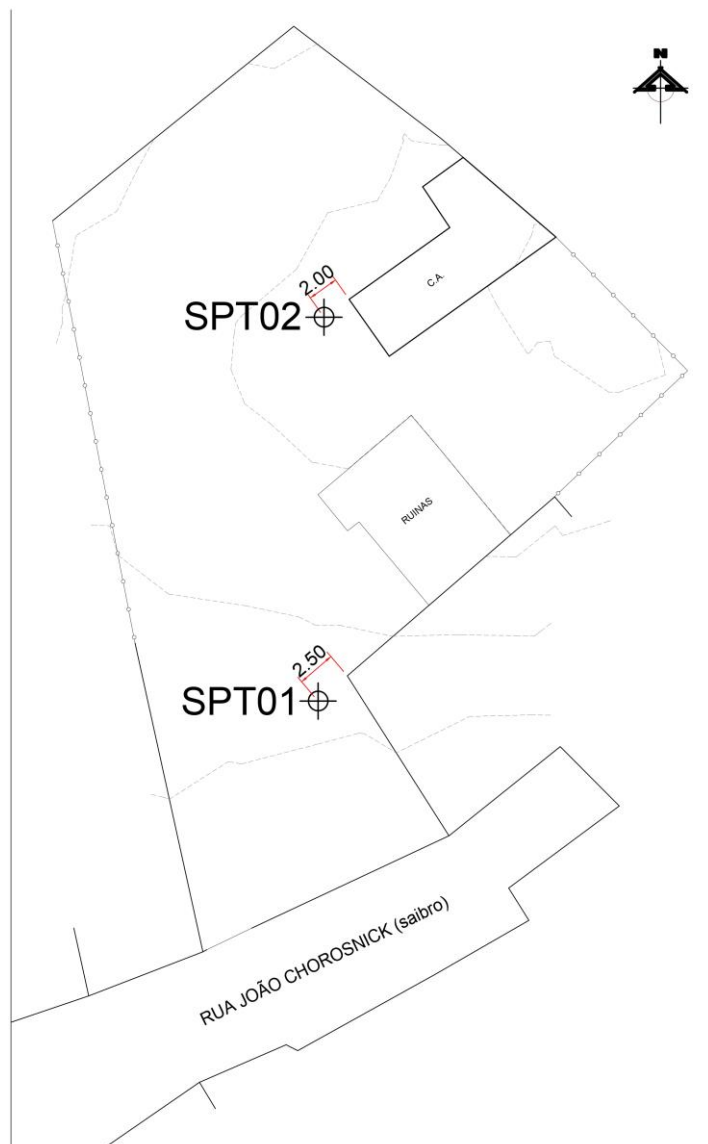 N
2.00
SPT02
C.A.
RUINAS
2.50
SPT01
RUA JOÃO CHOROSNICK (saibro)